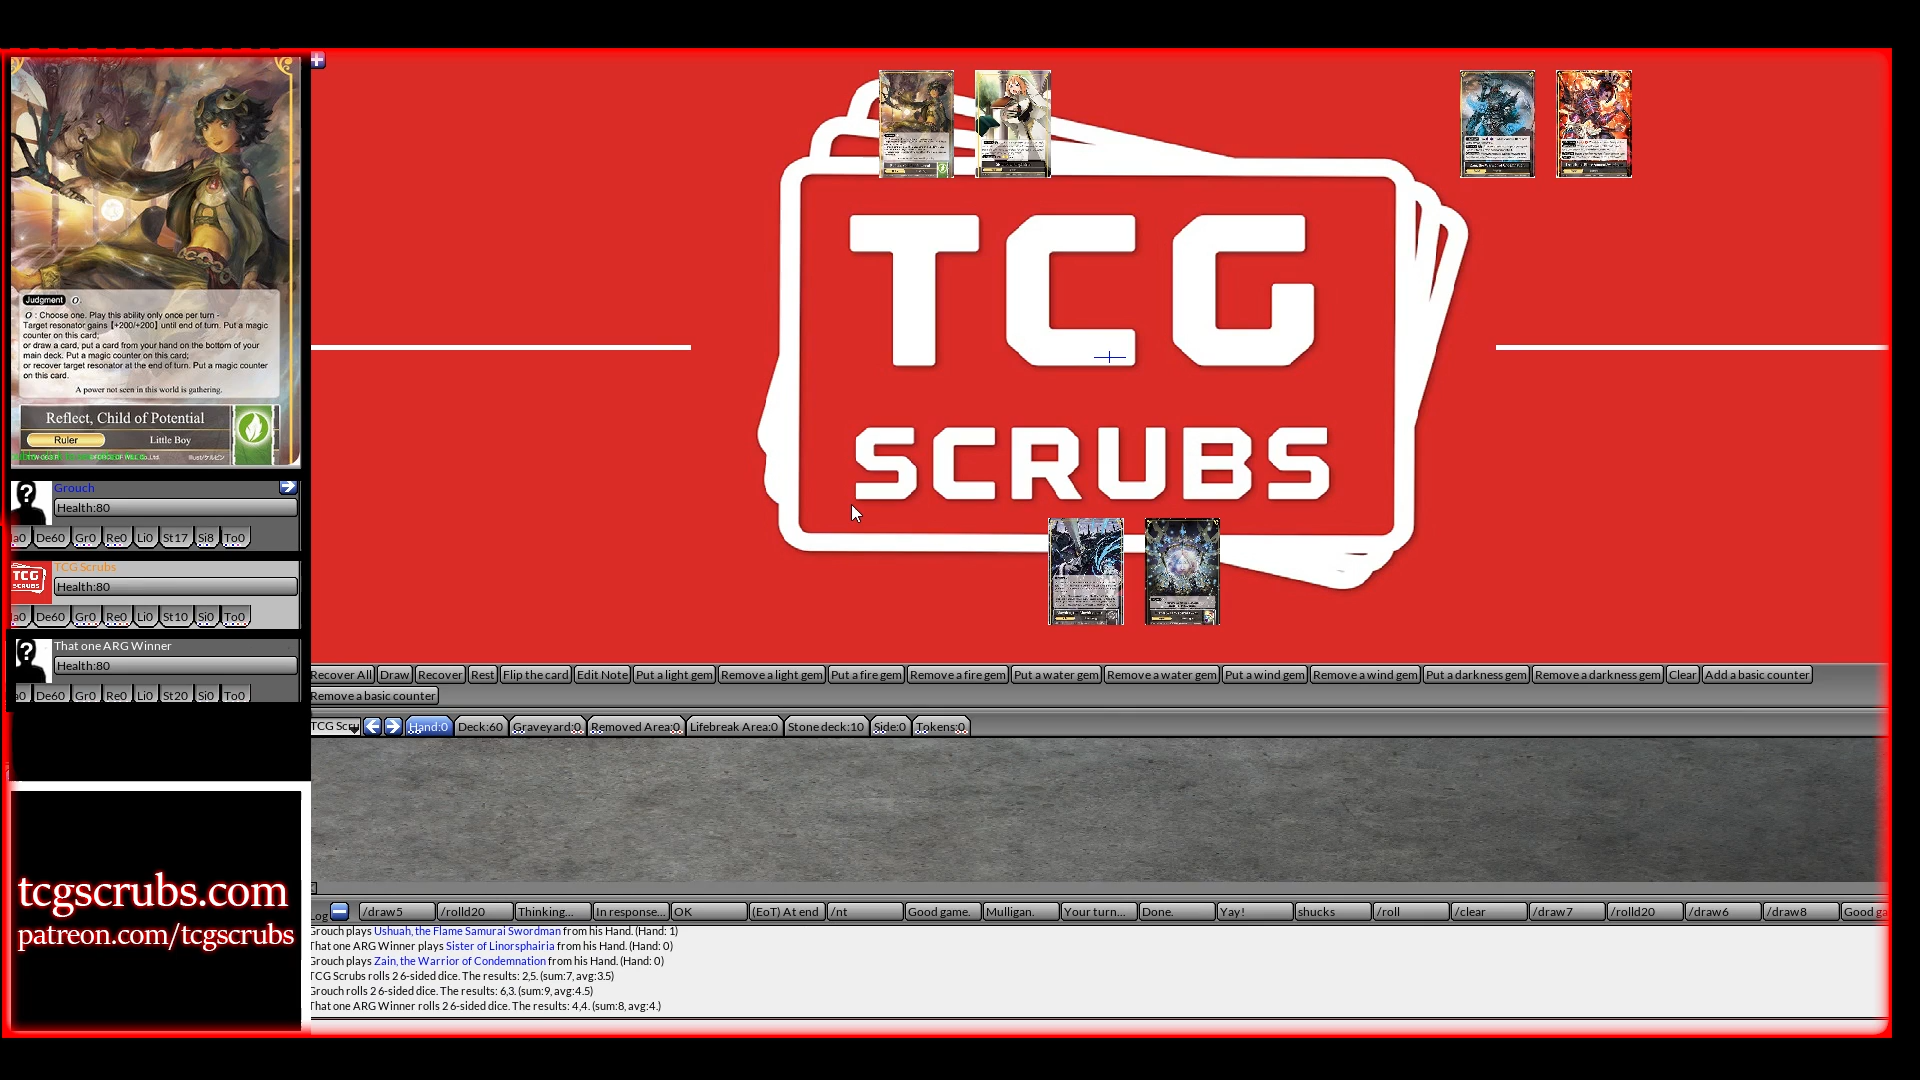 Judgment
: Choose one. Play this ability only once per turn -
Target resonator gains [+200/+200] until end of turn. Put a magic
counter on this card;
or draw a card, put a card from your hand on the bottom of your
main deck. Put a magic counter on this card;
or recover target resonator at the end of turn. Put a magic counter
on this card.
A power not seen in this world is gathering.
Reflect, Child of Potential
Ruler Little Boy
TCG
SCRUBS
Grouch
Health:80
De60 Gr0 Re0 Li0 St17 Si8 To0
TCG
SCRUBS
TCG Scrubs
Health:80
De60 Gr0 Re0 Li0 St10 Si0 To0
That one ARG Winner
Health:80
De60 Gr0 Re0 Li0 St20 Si0 To0
Recover All Draw Recover Rest Flip the card Edit Note Put a light gem Remove a light gem Put a fire gem Remove a fire gem Put a water gem Remove a water gem Put a wind gem Remove a wind gem Put a darkness gem Remove a darkness gem Clear Add a basic counter
Remove a basic counter
TCG Scru Hand:0 Deck:60 Graveyard:0 Removed Area:0 Lifebreak Area:0 Stone deck:10 Side:0 Tokens:0
Log /draw5 /rolld20 Thinking... In response... OK (EoT) At end /nt Good game. Mulligan. Your turn... Done. Yay! shucks /roll /clear /draw7 /rolld20 /draw6 /draw8 Good ga
Grouch plays Ushuah, the Flame Samurai Swordman from his Hand. (Hand: 1)
That one ARG Winner plays Sister of Linorsphairia from his Hand. (Hand: 0)
Grouch plays Zain, the Warrior of Condemnation from his Hand. (Hand: 0)
TCG Scrubs rolls 2 6-sided dice. The results: 2,5. (sum:7, avg:3.5)
Grouch rolls 2 6-sided dice. The results: 6,3. (sum:9, avg:4.5)
That one ARG Winner rolls 2 6-sided dice. The results: 4,4. (sum:8, avg:4.)
tcgscrubs.com
patreon.com/tcgscrubs